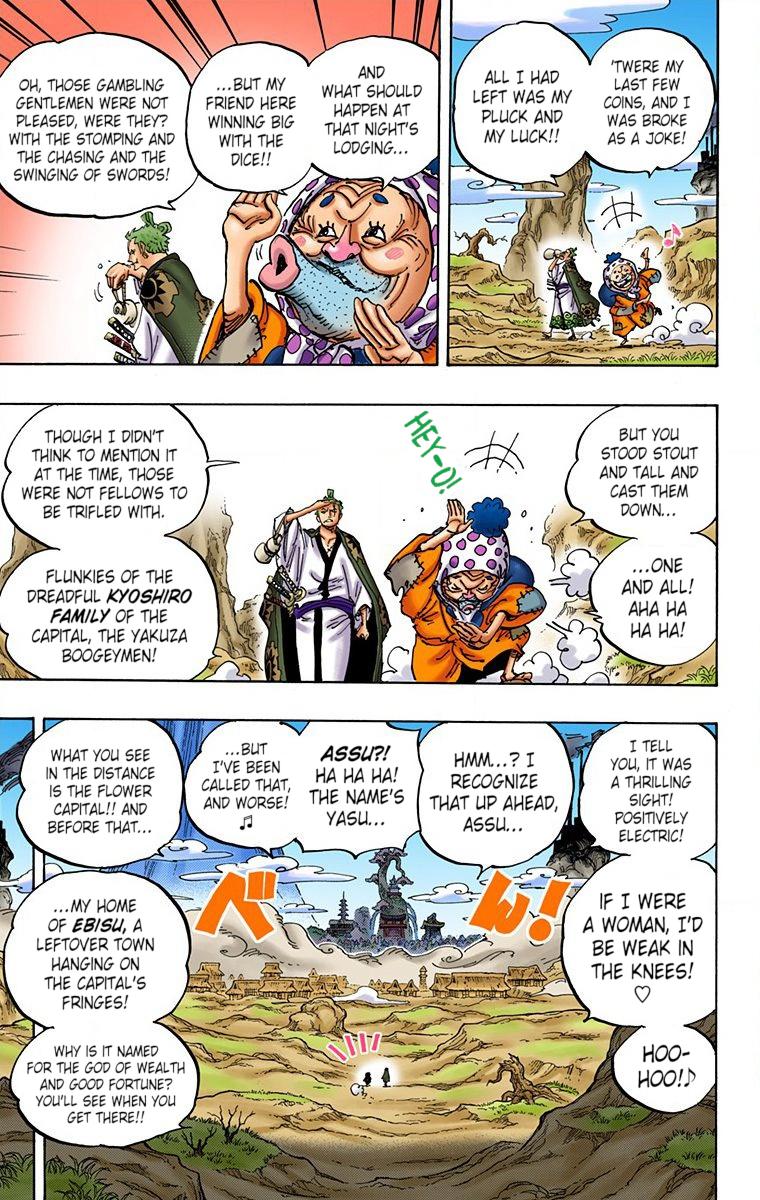 'TWERE MY
LAST FEW
COINS, AND I
WAS BROKE
AS A JOKE!
ALL I HAD
LEFT WAS MY
PLUCK AND
MY LUCK!!
AND
WHAT SHOULD
HAPPEN AT
THAT NIGHT'S
LODGING...
...BUT MY
FRIEND HERE
WINNING BIG
WITH THE
DICE!!
OH, THOSE GAMBLING
GENTLEMEN WERE NOT
PLEASED, WERE THEY?
WITH THE STOMPING AND
THE CHASING AND THE
SWINGING OF SWORDS!
BUT YOU
STOOD STOUT
AND TALL AND
CAST THEM
DOWN...
...ONE
AND ALL!
AHA HA
HA HA!
HEY-O!
THOUGH I DIDN'T
THINK TO MENTION IT
AT THE TIME, THOSE
WERE NOT FELLOWS TO
BE TRIFLED WITH.
FLUNKIES OF THE
DREADFUL KYOSHIRO
FAMILY OF THE
CAPITAL, THE YAKUZA
BOOGEYMEN!
I TELL
YOU, IT WAS
A THRILLING
SIGHT!
POSITIVELY
ELECTRIC!
IF I WERE
A WOMAN, I'D
BE WEAK IN
THE KNEES!
♡
HOO-
HOO!♪
HMM...? I
RECOGNIZE
THAT UP AHEAD,
ASSU...
ASSU?!
HA HA HA!
THE NAME'S
YASU...
...BUT
I'VE BEEN
CALLED THAT,
AND WORSE!
♫
べん!
WHAT YOU SEE
IN THE DISTANCE
IS THE FLOWER
CAPITAL!! AND
BEFORE THAT...
...MY HOME
OF EBISU, A
LEFTOVER TOWN
HANGING ON
THE CAPITAL'S
FRINGES!
WHY IS IT NAMED
FOR THE GOD OF WEALTH
AND GOOD FORTUNE?
YOU'LL SEE WHEN YOU
GET THERE!!